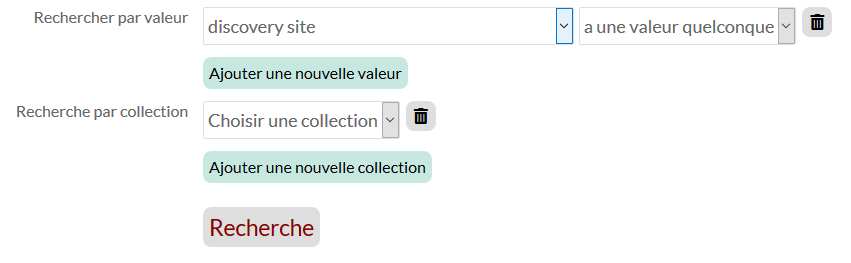 Rechercher par valeur
discovery site
a une valeur quelconque
Ajouter une nouvelle valeur
Recherche par collection
Choisir une collection
Ajouter une nouvelle collection
Recherche